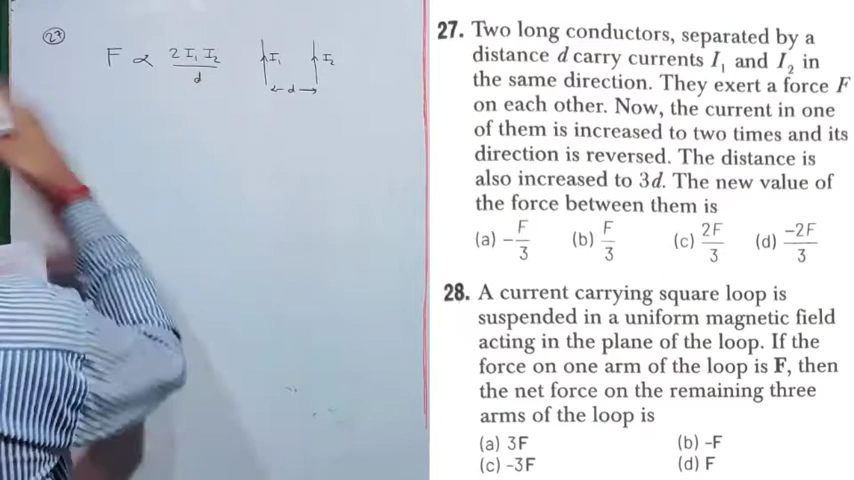 27
F ∝ 2 I₁ I₂ / d
I₁ I₂
← d →
27. Two long conductors, separated by a
distance d carry currents I₁ and I₂ in
the same direction. They exert a force F
on each other. Now, the current in one
of them is increased to two times and its
direction is reversed. The distance is
also increased to 3d. The new value of
the force between them is
(a) −F/3 (b) F/3 (c) 2F/3 (d) −2F/3
28. A current carrying square loop is
suspended in a uniform magnetic field
acting in the plane of the loop. If the
force on one arm of the loop is F, then
the net force on the remaining three
arms of the loop is
(a) 3F (b) -F
(c) -3F (d) F